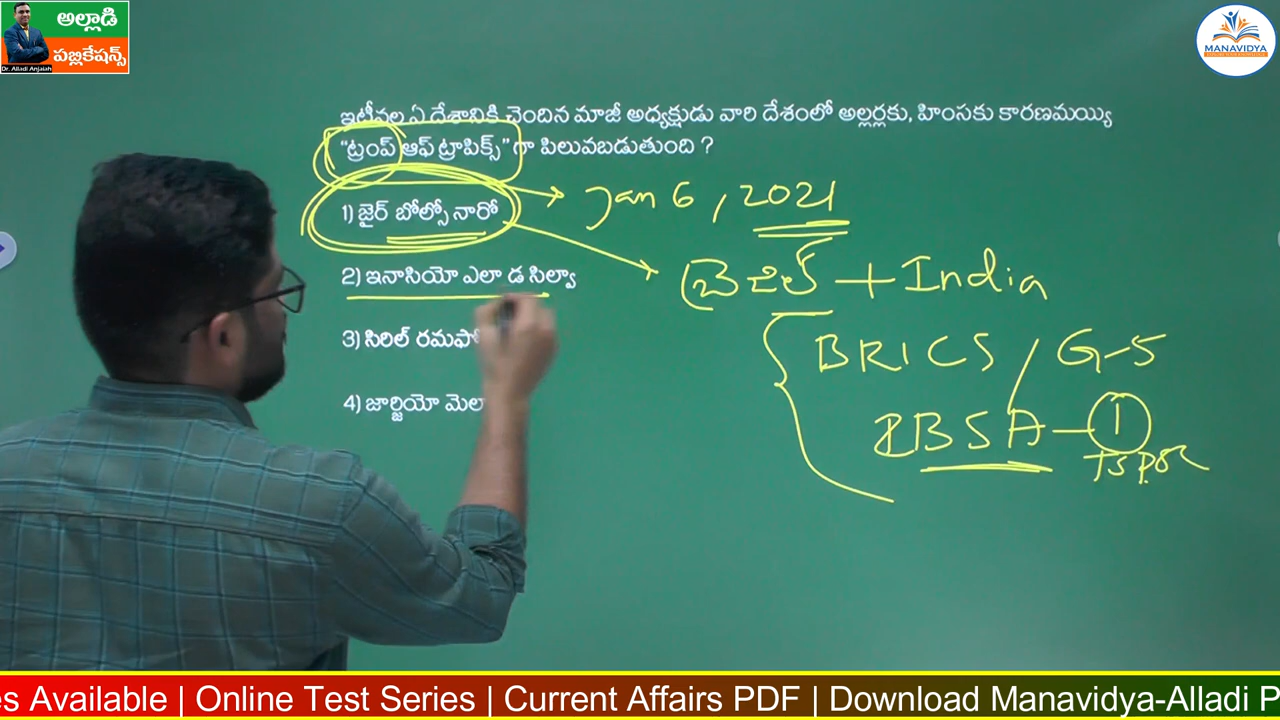 అల్లాడి
పబ్లికేషన్స్
Dr. Alladi Anjaiah
MANAVIDYA
ఇటీవల ఏ దేశానికి చెందిన మాజీ అధ్యక్షుడు వారి దేశంలో అల్లర్లకు, హింసకు కారణమయ్యి
“ట్రంప్ ఆఫ్ ట్రాపిక్స్” గా పిలువబడుతుంది ?
1) జైర్ బోల్సో నారో
Jan 6, 2021
బ్రెజిల్ + India
2) ఇనాసియో ఎలా డ సిల్వా
3) సిరిల్ రమఫో
BRICS / G-5
4) జార్జియో మెలో
IBSA - 1
TSPSC
es Available | Online Test Series | Current Affairs PDF | Download Manavidya-Alladi P